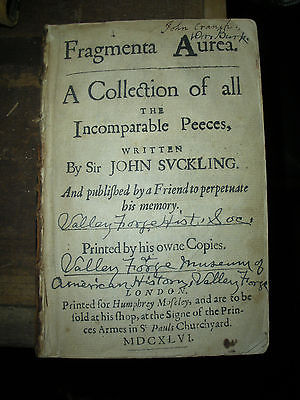 John
Fragmenta Aurea.
A Collection of all
THE
Incomparable Peeces,
WRITTEN
By Sir JOHN SVCKLING.
And published by a Friend to perpetuate
his memory.
Valley Forge Hist. Soc.
Printed by his owne Copies.
Valley Forge Museum of
American History, Valley Forge
LONDON.
Printed for Humphrey Moseley, and are to be
sold at his shop, at the Signe of the Prin-
ces Armes in St Pauls Churchyard.
MDCXLVI.